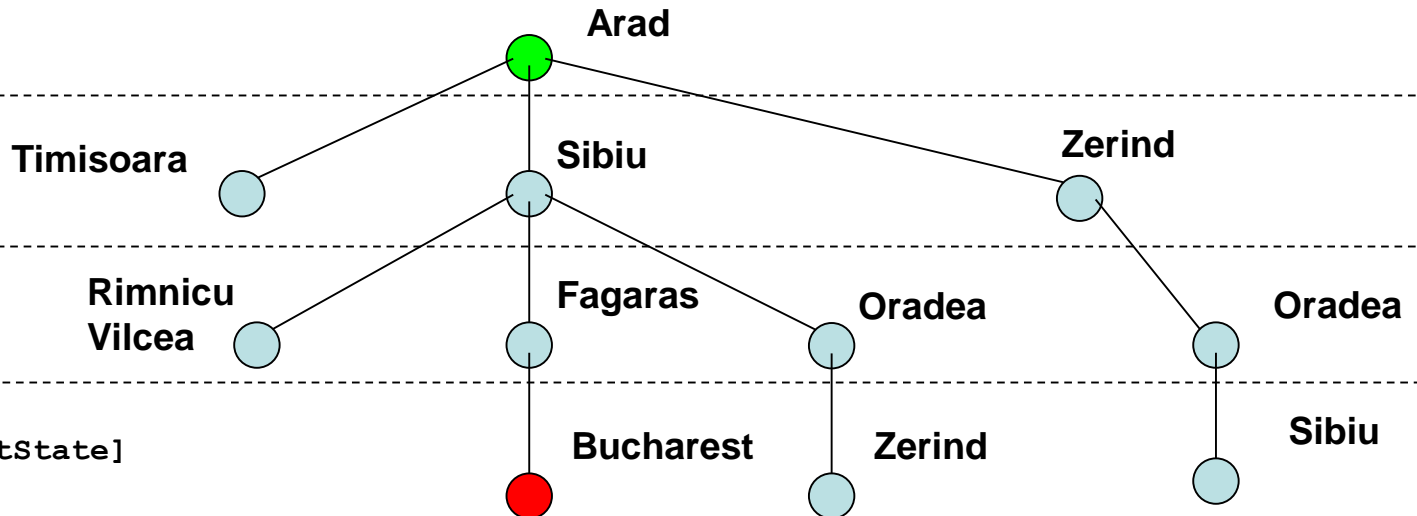 Arad
Timisoara
Sibiu
Zerind
Rimnicu
Vilcea
Fagaras
Oradea
Oradea
tState]
Bucharest
Zerind
Sibiu